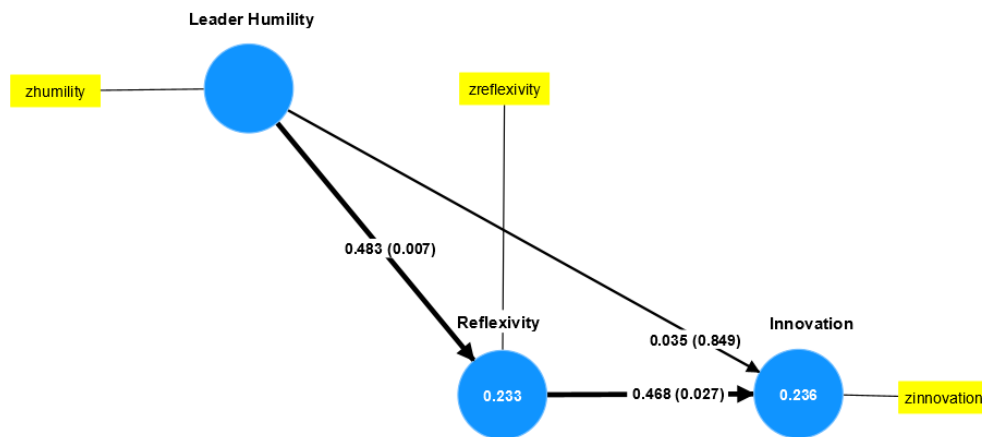 Leader Humility
zhumility
zreflexivity
0.483 (0.007)
Reflexivity
Innovation
0.035 (0.849)
0.233
0.468 (0.027)
0.236
zinnovation